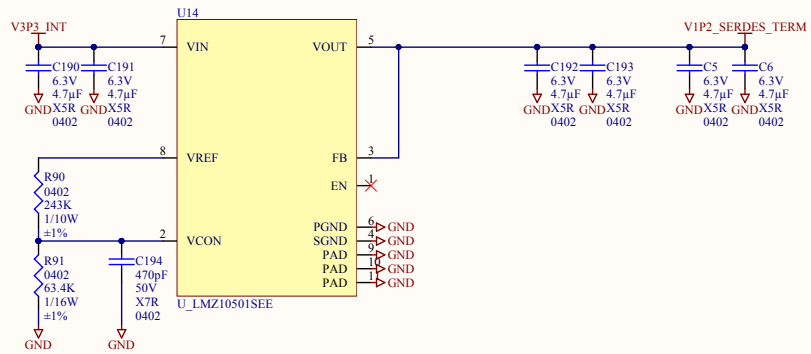 U14
V3P3_INT
V1P2_SERDES_TERM
7
VIN
VOUT
5
C190
6.3V
4.7µF
X5R
0402
GND
C191
6.3V
4.7µF
X5R
0402
GND
C192
6.3V
4.7µF
X5R
0402
GND
C193
6.3V
4.7µF
X5R
0402
GND
C5
6.3V
4.7µF
X5R
0402
GND
C6
6.3V
4.7µF
X5R
0402
GND
8
VREF
FB
3
R90
0402
243K
1/10W
±1%
EN
1
2
VCON
PGND
6
GND
SGND
4
GND
PAD
9
GND
PAD
10
GND
PAD
11
GND
R91
0402
63.4K
1/16W
±1%
GND
C194
470pF
50V
X7R
0402
GND
U_LMZ10501SEE